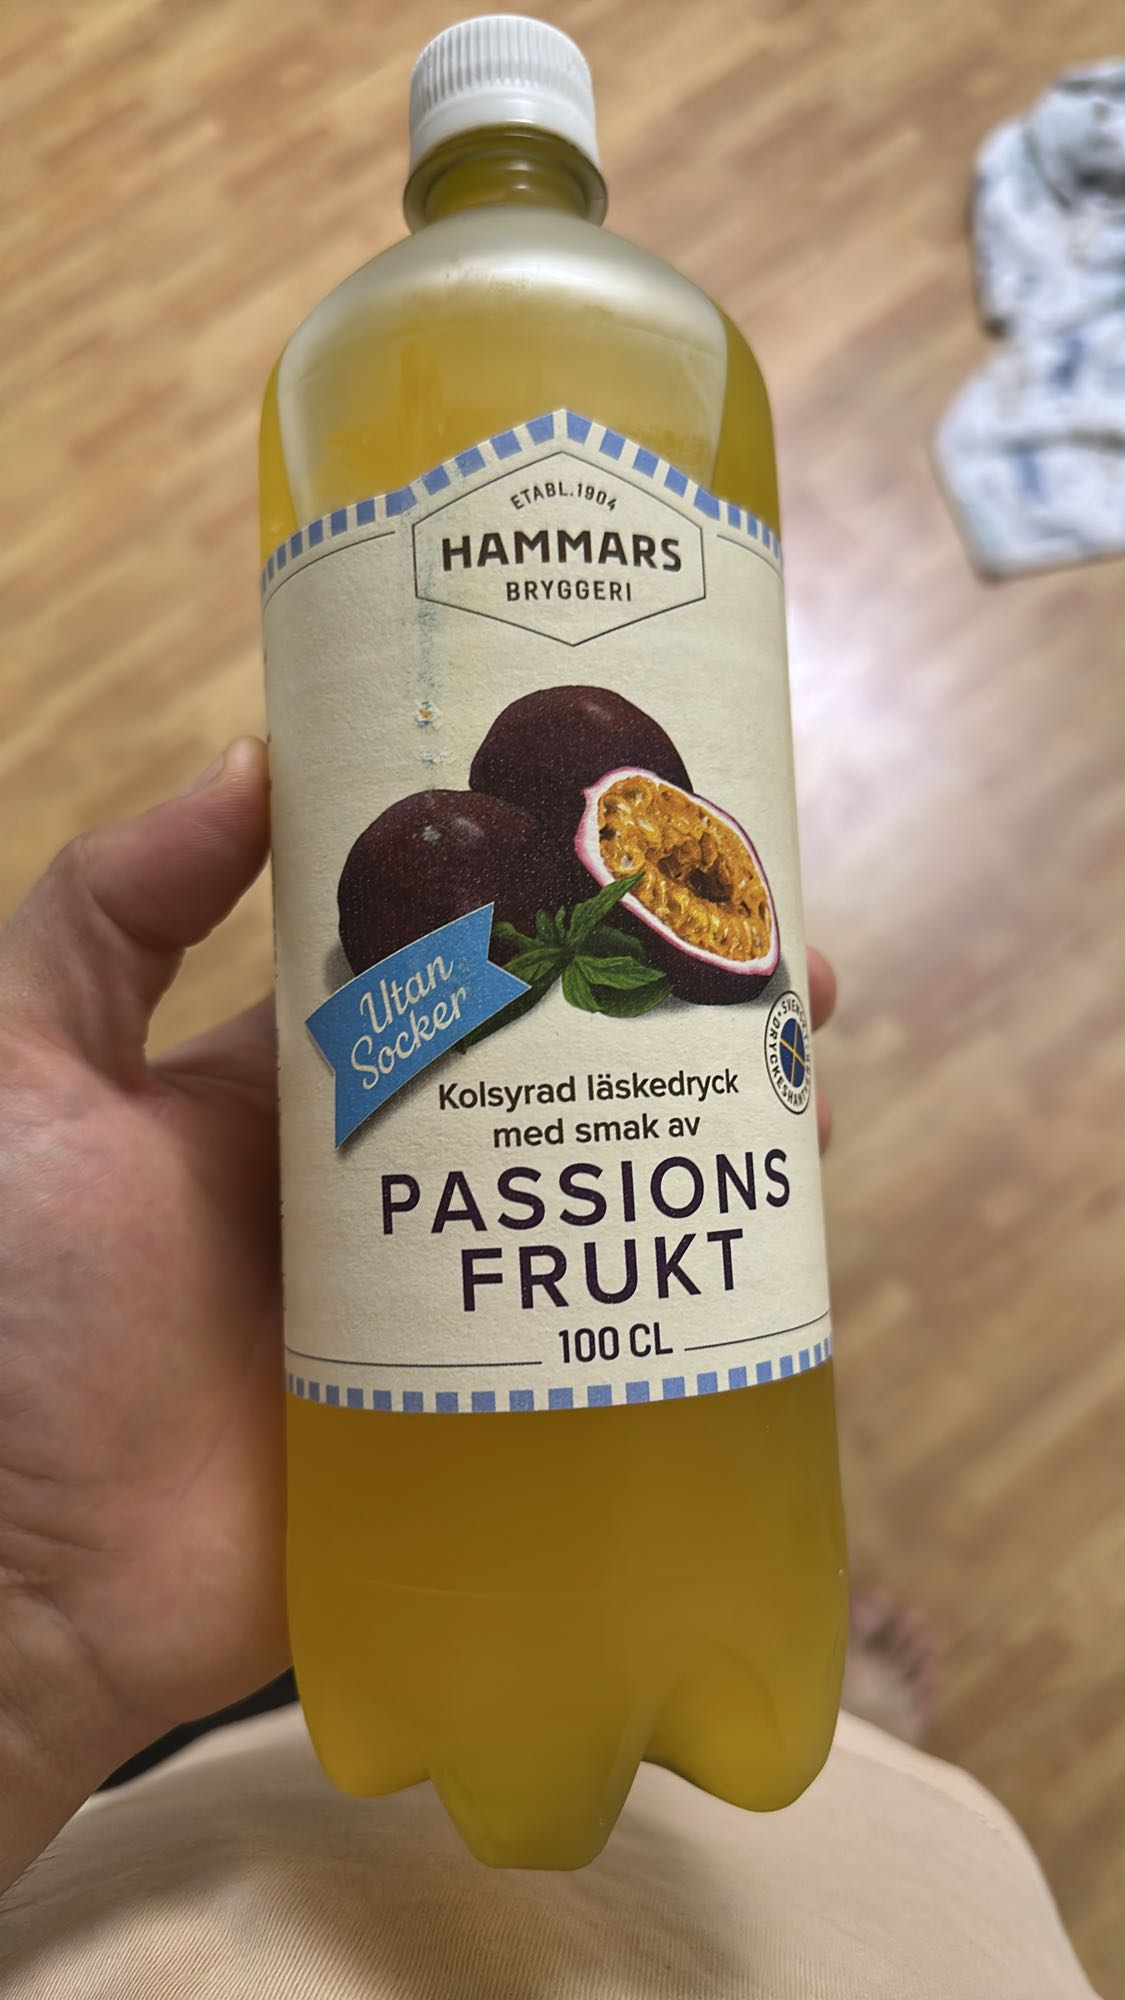 ETABL.1904
HAMMARS
BRYGGERI
Utan
Socker
Kolsyrad läskedryck
med smak av
PASSIONS
FRUKT
100 CL